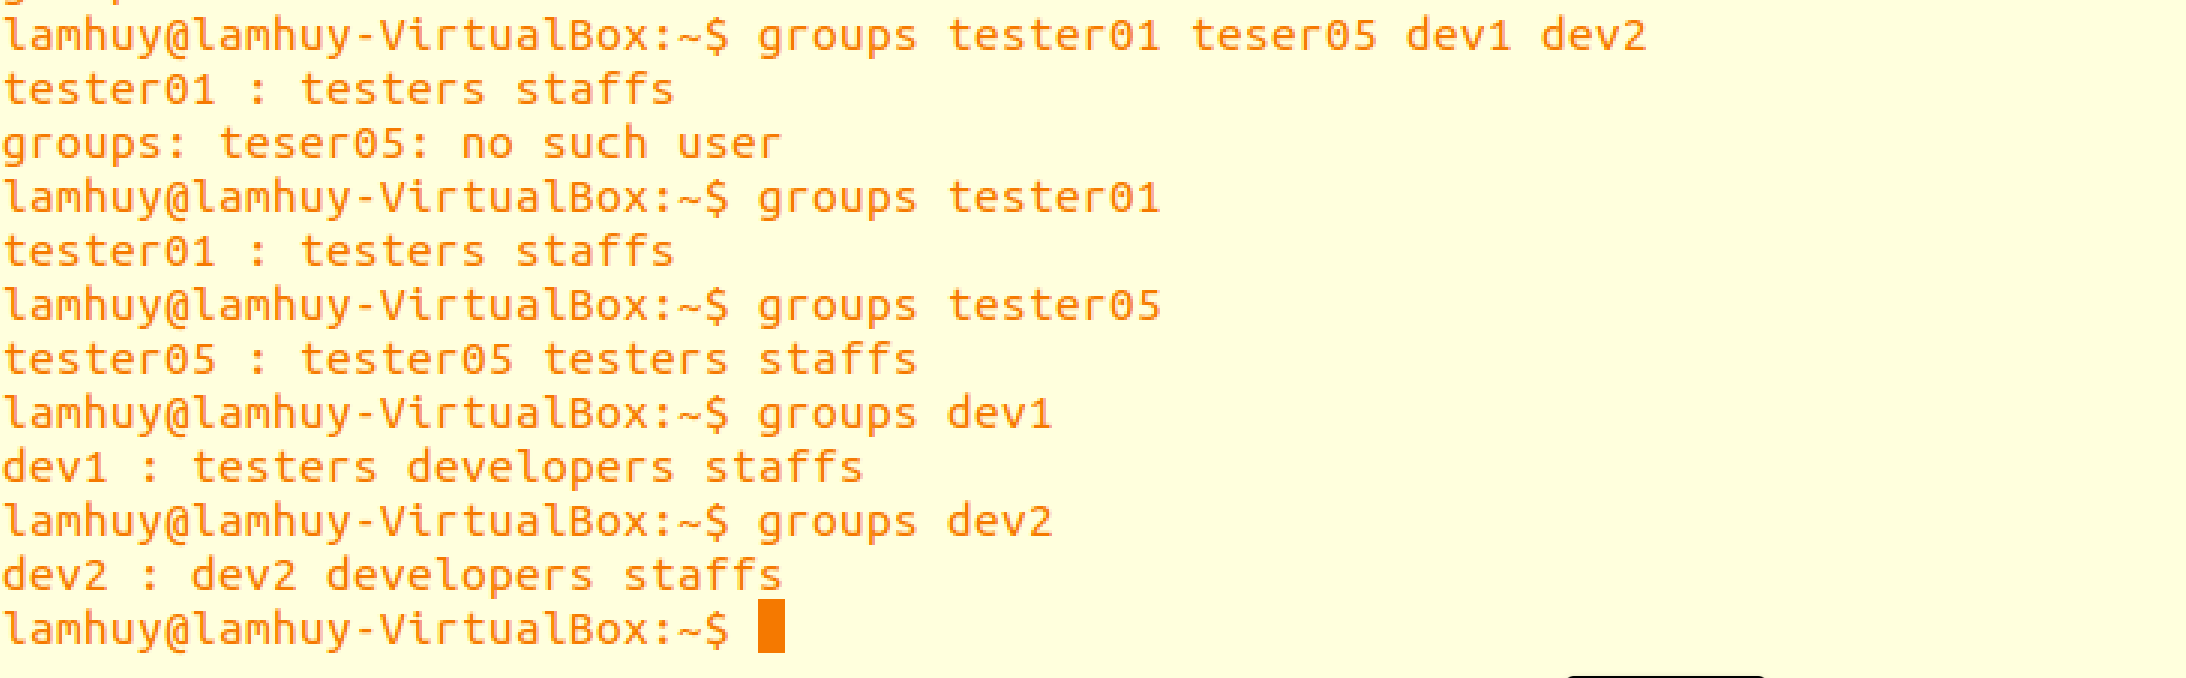 lamhuy@lamhuy-VirtualBox:~$ groups tester01 teser05 dev1 dev2
tester01 : testers staffs
groups: teser05: no such user
lamhuy@lamhuy-VirtualBox:~$ groups tester01
tester01 : testers staffs
lamhuy@lamhuy-VirtualBox:~$ groups tester05
tester05 : tester05 testers staffs
lamhuy@lamhuy-VirtualBox:~$ groups dev1
dev1 : testers developers staffs
lamhuy@lamhuy-VirtualBox:~$ groups dev2
dev2 : dev2 developers staffs
lamhuy@lamhuy-VirtualBox:~$